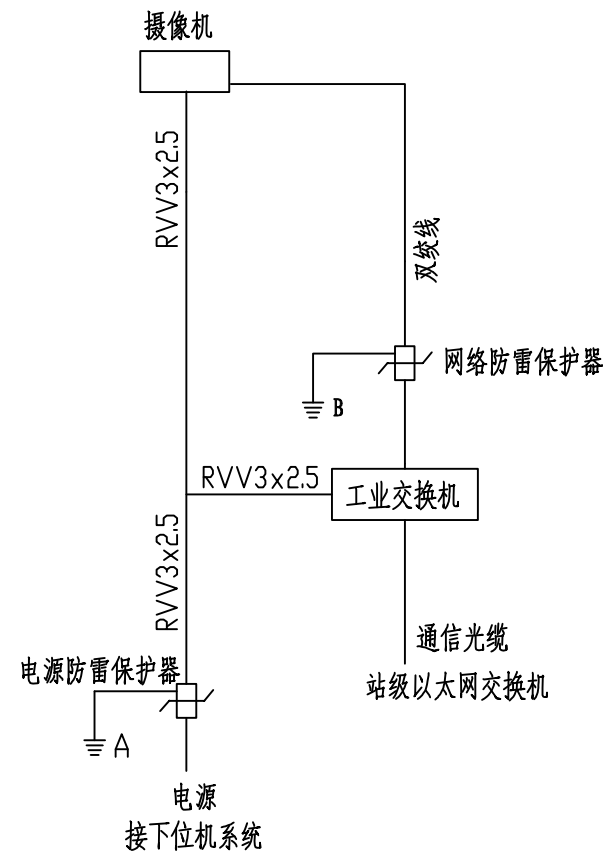 摄像机
RVV3x2.5
双绞线
网络防雷保护器
B
RVV3x2.5
工业交换机
RVV3x2.5
通信光缆
电源防雷保护器
站级以太网交换机
A
电源
接下位机系统